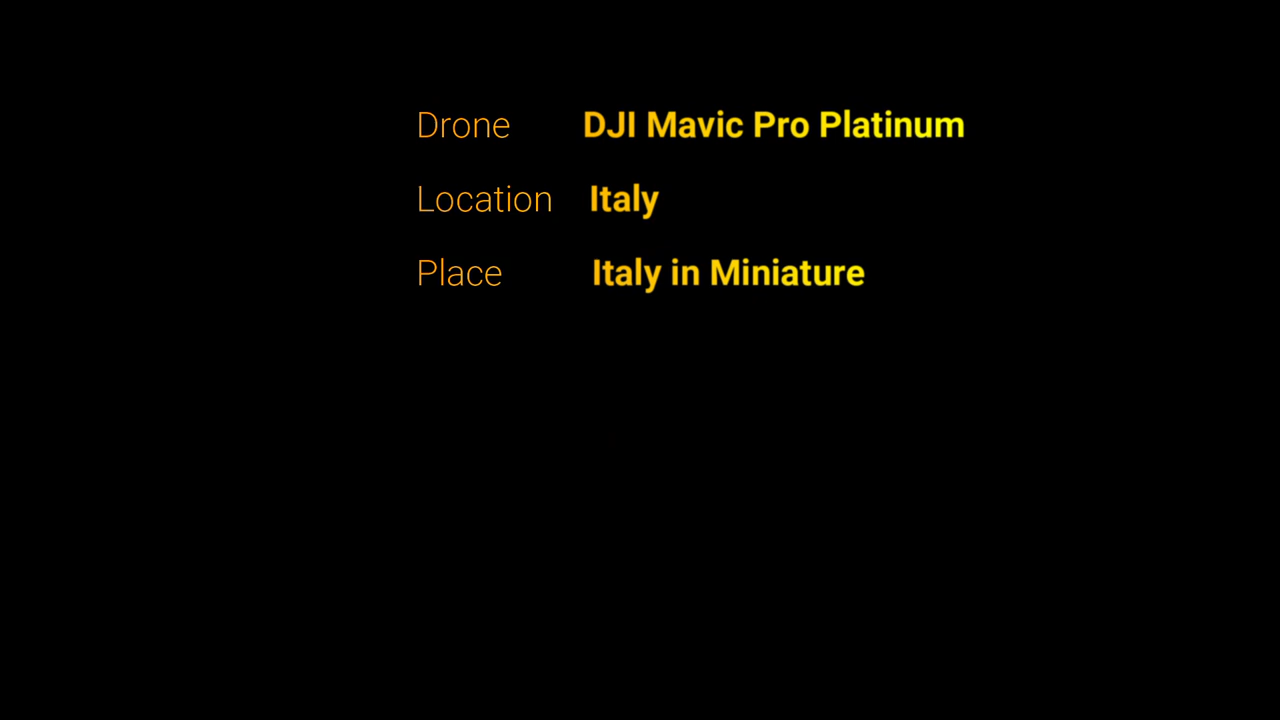 Drone DJI Mavic Pro Platinum
Location Italy
Place Italy in Miniature